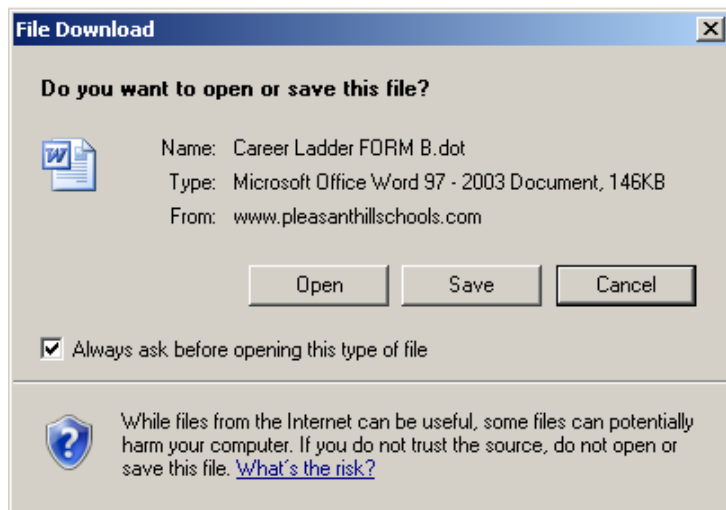 File Download
Do you want to open or save this file?
Name: Career Ladder FORM B.dot
Type: Microsoft Office Word 97 - 2003 Document, 146KB
From: www.pleasanthillschools.com
Open Save Cancel
Always ask before opening this type of file
While files from the Internet can be useful, some files can potentially
harm your computer. If you do not trust the source, do not open or
save this file. What's the risk?